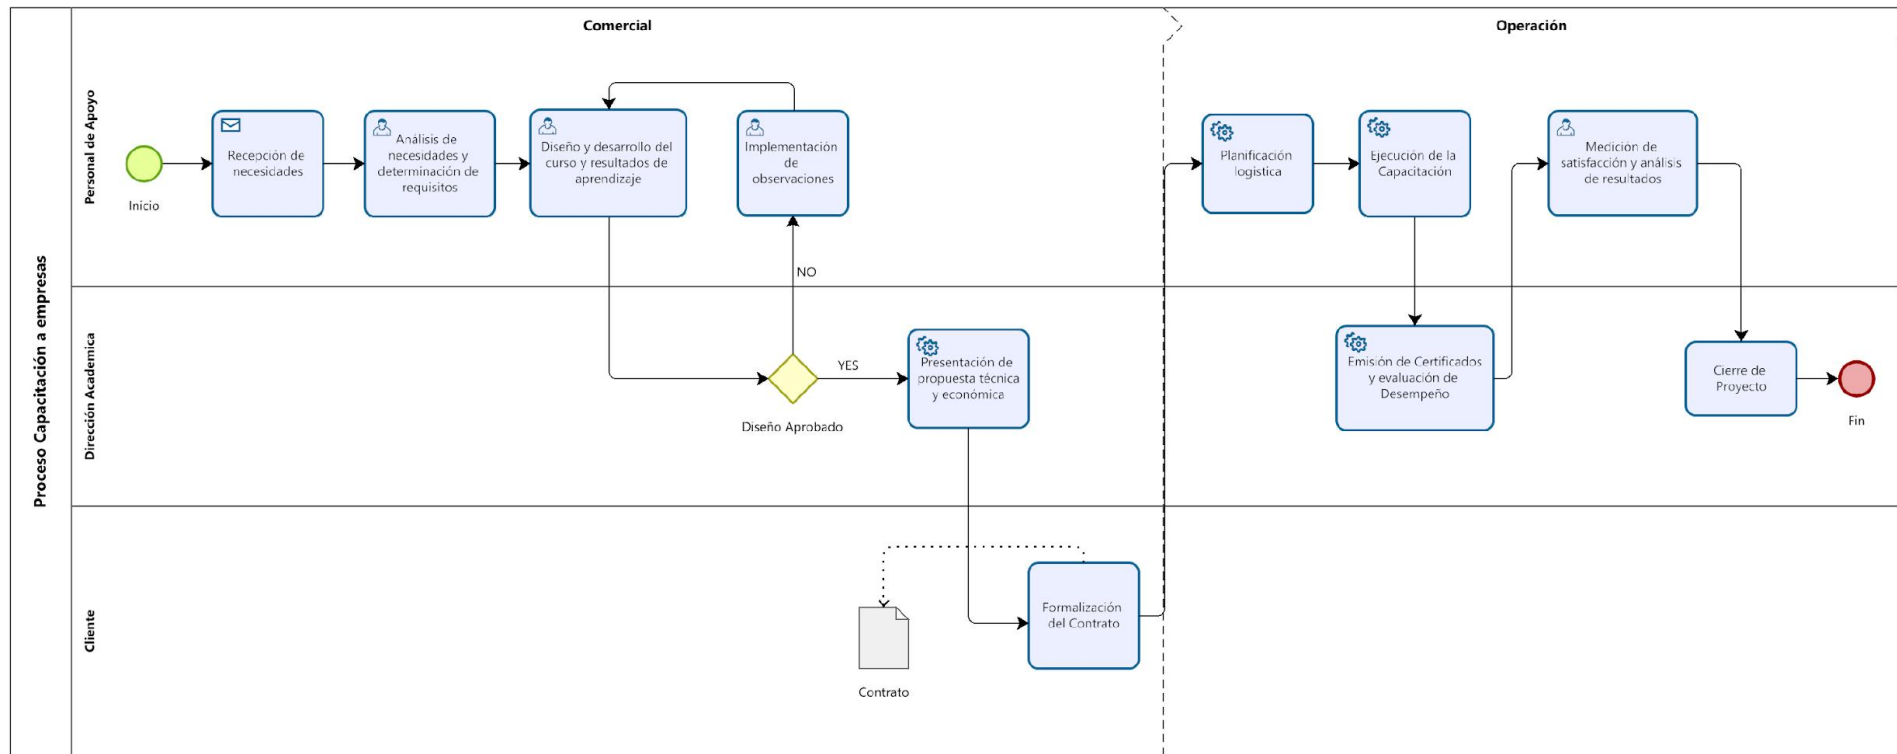 Proceso Capacitación a empresas
Comercial
Operación
Personal de Apoyo
Inicio
Recepción de
necesidades
Análisis de
necesidades y
determinación de
requisitos
Diseño y desarrollo del
curso y resultados de
aprendizaje
Implementación
de
observaciones
Planificación
logística
Ejecución de la
Capacitación
Medición de
satisfacción y análisis
de resultados
NO
Dirección Academica
Diseño Aprobado
YES
Presentación de
propuesta técnica
y económica
Emisión de Certificados
y evaluación de
Desempeño
Cierre de
Proyecto
Fin
Cliente
Contrato
Formalización
del Contrato